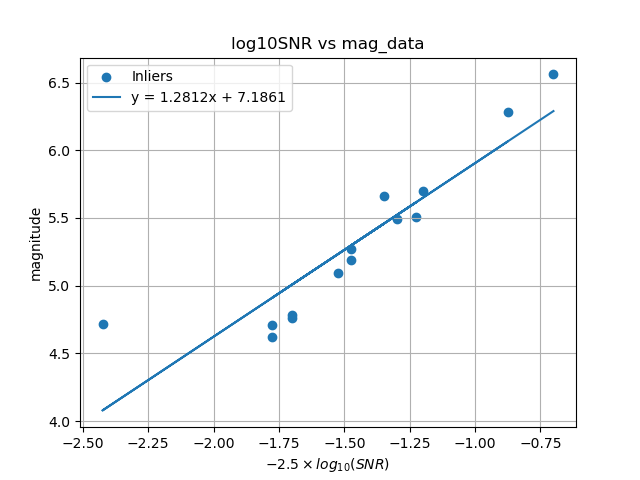 log10SNR vs mag_data
Inliers
y = 1.2812x + 7.1861
6.5
6.0
5.5
5.0
4.5
4.0
magnitude
−2.50 −2.25 −2.00 −1.75 −1.50 −1.25 −1.00 −0.75
−2.5 × log₁₀(SNR)